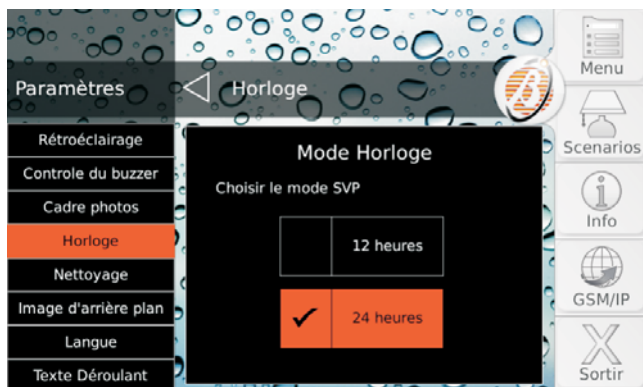 Paramètres
Horloge
Rétroéclairage
Controle du buzzer
Cadre photos
Horloge
Nettoyage
Image d'arrière plan
Langue
Texte Déroulant
Mode Horloge
Choisir le mode SVP
12 heures
24 heures
Menu
Scenarios
Info
GSM/IP
Sortir